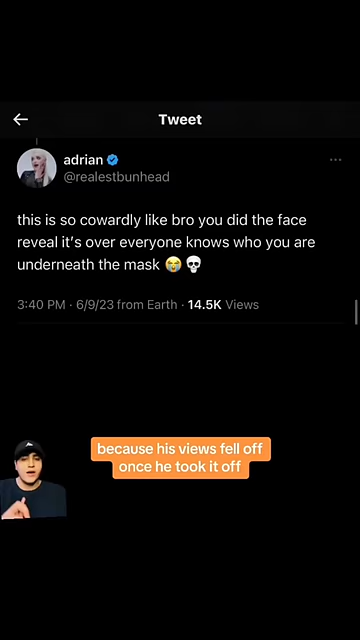 Tweet
adrian
@realestbunhead
this is so cowardly like bro you did the face
reveal it's over everyone knows who you are
underneath the mask 😭💀
3:40 PM · 6/9/23 from Earth · 14.5K Views
because his views fell off
once he took it off